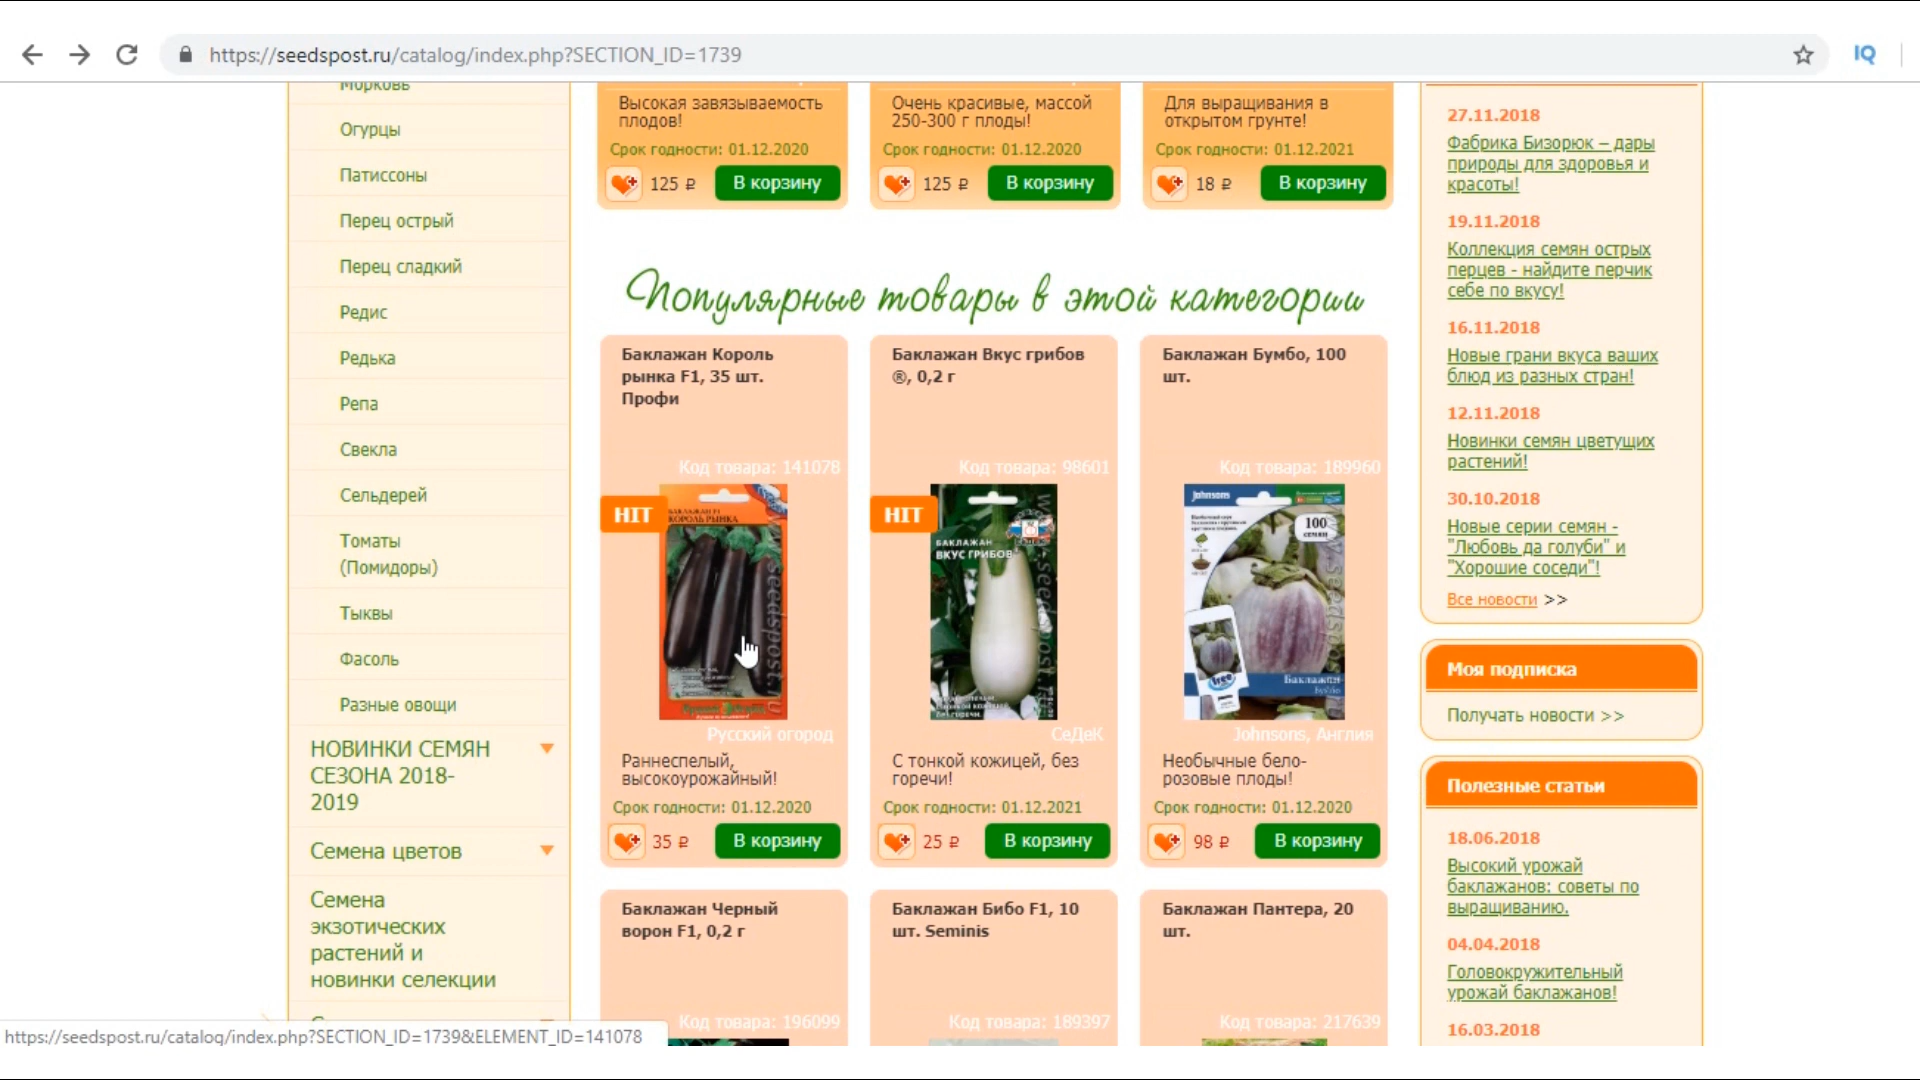 https://seedspost.ru/catalog/index.php?SECTION_ID=1739
IQ
Морковь
Огурцы
Патиссоны
Перец острый
Перец сладкий
Редис
Редька
Репа
Свекла
Сельдерей
Томаты
(Помидоры)
Тыквы
Фасоль
Разные овощи
НОВИНКИ СЕМЯН
СЕЗОНА 2018-
2019
Семена цветов
Семена
экзотических
растений и
новинки селекции
Высокая завязываемость
плодов!
Срок годности: 01.12.2020
125 ₽
В корзину
Очень красивые, массой
250-300 г плоды!
Срок годности: 01.12.2020
125 ₽
В корзину
Для выращивания в
открытом грунте!
Срок годности: 01.12.2021
18 ₽
В корзину
Популярные товары в этой категории
Баклажан Король
рынка F1, 35 шт.
Профи
Код товара: 141078
HIT
БАКЛАЖАН F1
КОРОЛЬ РЫНКА
Русский огород
Раннеспелый,
высокоурожайный!
Срок годности: 01.12.2020
35 ₽
В корзину
Баклажан Вкус грибов
®, 0,2 г
Код товара: 98601
HIT
БАКЛАЖАН
ВКУС ГРИБОВ
СеДеК
С тонкой кожицей, без
горечи!
Срок годности: 01.12.2021
25 ₽
В корзину
Баклажан Бумбо, 100
шт.
Код товара: 189960
Johnsons
100
семян
Баклажан
Johnsons, Англия
Необычные бело-
розовые плоды!
Срок годности: 01.12.2020
98 ₽
В корзину
Баклажан Черный
ворон F1, 0,2 г
Код товара: 196099
Баклажан Бибо F1, 10
шт. Seminis
Код товара: 189397
Баклажан Пантера, 20
шт.
Код товара: 217639
27.11.2018
Фабрика Бизорюк – дары
природы для здоровья и
красоты!
19.11.2018
Коллекция семян острых
перцев - найдите перчик
себе по вкусу!
16.11.2018
Новые грани вкуса ваших
блюд из разных стран!
12.11.2018
Новинки семян цветущих
растений!
30.10.2018
Новые серии семян -
"Любовь да голуби" и
"Хорошие соседи"!
Все новости >>
Моя подписка
Получать новости >>
Полезные статьи
18.06.2018
Высокий урожай
баклажанов: советы по
выращиванию.
04.04.2018
Головокружительный
урожай баклажанов!
16.03.2018
https://seedspost.ru/catalog/index.php?SECTION_ID=1739&ELEMENT_ID=141078